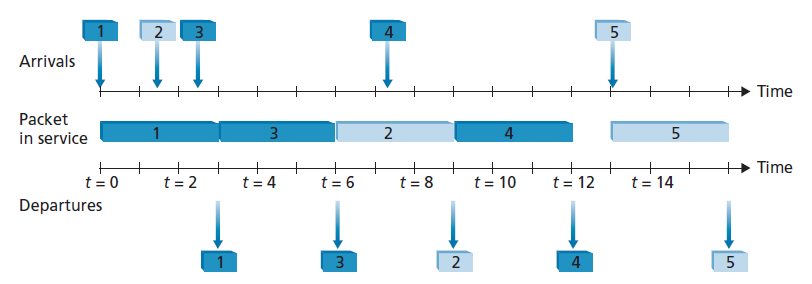 1 2 3 4 5
Arrivals
Time
Packet
in service
1 3 2 4 5
Time
t = 0 t = 2 t = 4 t = 6 t = 8 t = 10 t = 12 t = 14
Departures
1 3 2 4 5